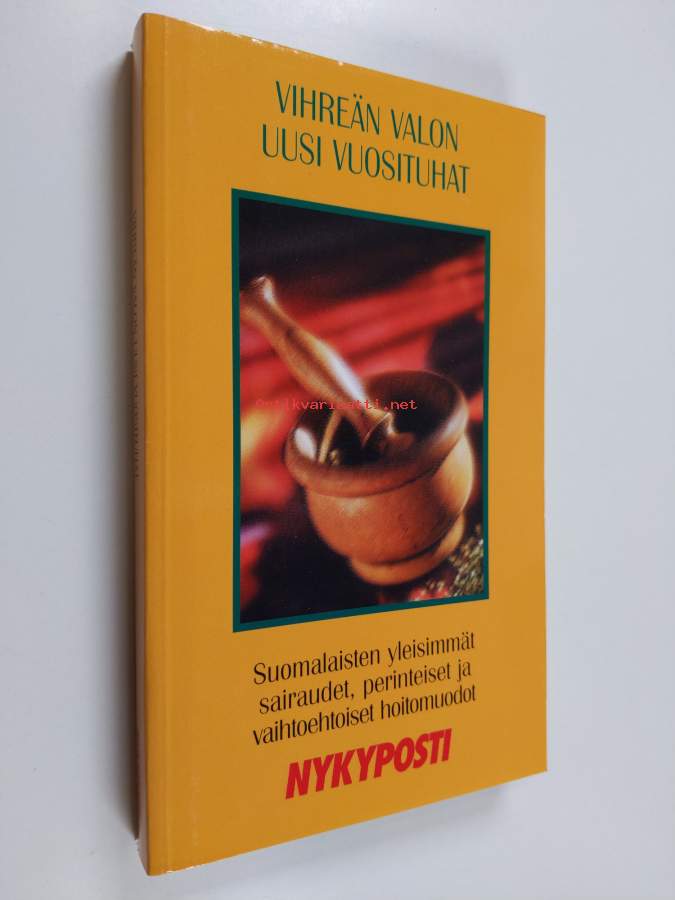 VIHREÄN VALON
UUSI VUOSITUHAT
Antikvariaatti.net
Suomalaisten yleisimmät
sairaudet, perinteiset ja
vaihtoehtoiset hoitomuodot
NYKYPOSTI